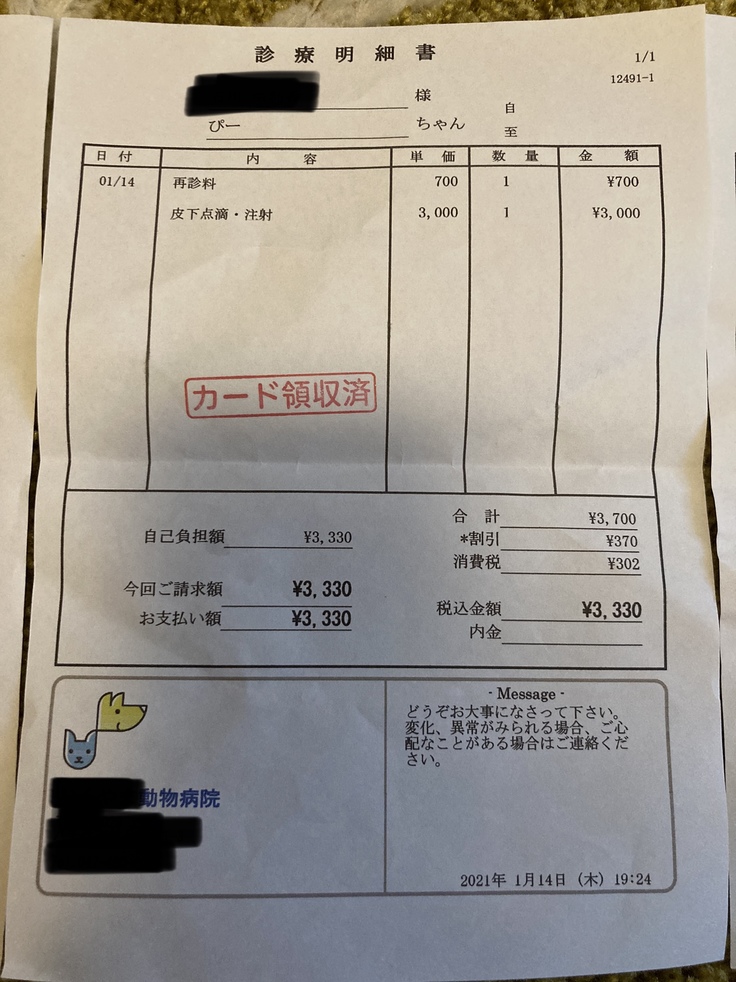 診療明細書
1/1
12491-1
様
ぴー ちゃん
自
至
日付 内容 単価 数量 金額
01/14 再診料 700 1 ¥700
皮下点滴・注射 3,000 1 ¥3,000
カード領収済
合計 ¥3,700
自己負担額 ¥3,330
*割引 ¥370
消費税 ¥302
今回ご請求額 ¥3,330
お支払い額 ¥3,330
税込金額 ¥3,330
内金
動物病院
- Message -
どうぞお大事になさって下さい。
変化、異常がみられる場合、ご心
配なことがある場合はご連絡くだ
さい。
2021年 1月14日 (木) 19:24